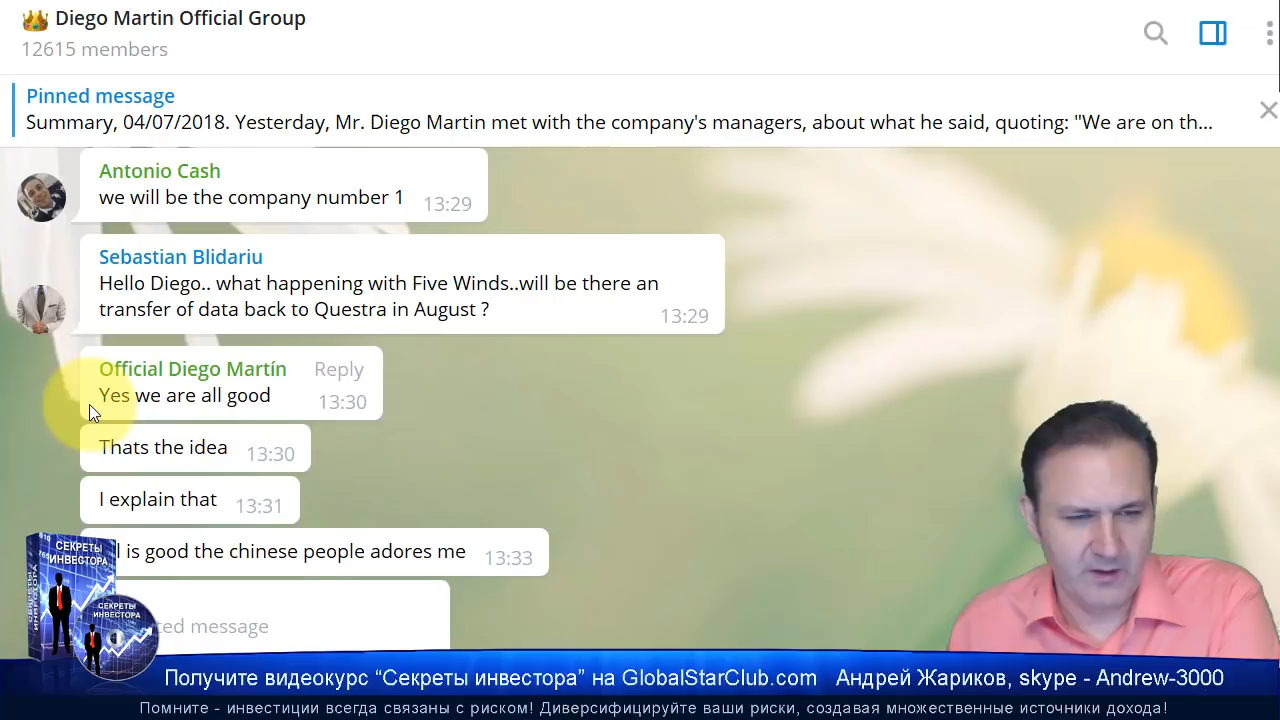 Diego Martin Official Group
12615 members
Pinned message
Summary, 04/07/2018. Yesterday, Mr. Diego Martin met with the company's managers, about what he said, quoting: "We are on th...
Antonio Cash
we will be the company number 1 13:29
Sebastian Blidariu
Hello Diego.. what happening with Five Winds..will be there an
transfer of data back to Questra in August ? 13:29
Official Diego Martín Reply
Yes we are all good 13:30
Thats the idea 13:30
I explain that 13:31
is good the chinese people adores me 13:33
message
СЕКРЕТЫ
ИНВЕСТОРА
СЕКРЕТЫ
ИНВЕСТОРА
Получите видеокурс “Секреты инвестора” на GlobalStarClub.com Андрей Жариков, skype - Andrew-3000
Помните - инвестиции всегда связаны с риском! Диверсифицируйте ваши риски, создавая множественные источники дохода!